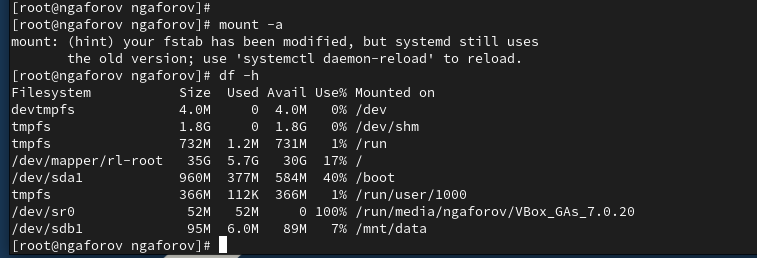 [root@ngaforov ngaforov]#
[root@ngaforov ngaforov]# mount -a
mount: (hint) your fstab has been modified, but systemd still uses
       the old version; use 'systemctl daemon-reload' to reload.
[root@ngaforov ngaforov]# df -h
Filesystem           Size  Used Avail Use% Mounted on
devtmpfs             4.0M     0  4.0M   0% /dev
tmpfs                1.8G     0  1.8G   0% /dev/shm
tmpfs                732M  1.2M  731M   1% /run
/dev/mapper/rl-root   35G  5.7G   30G  17% /
/dev/sda1            960M  377M  584M  40% /boot
tmpfs                366M  112K  366M   1% /run/user/1000
/dev/sr0              52M   52M     0 100% /run/media/ngaforov/VBox_GAs_7.0.20
/dev/sdb1             95M  6.0M   89M   7% /mnt/data
[root@ngaforov ngaforov]#